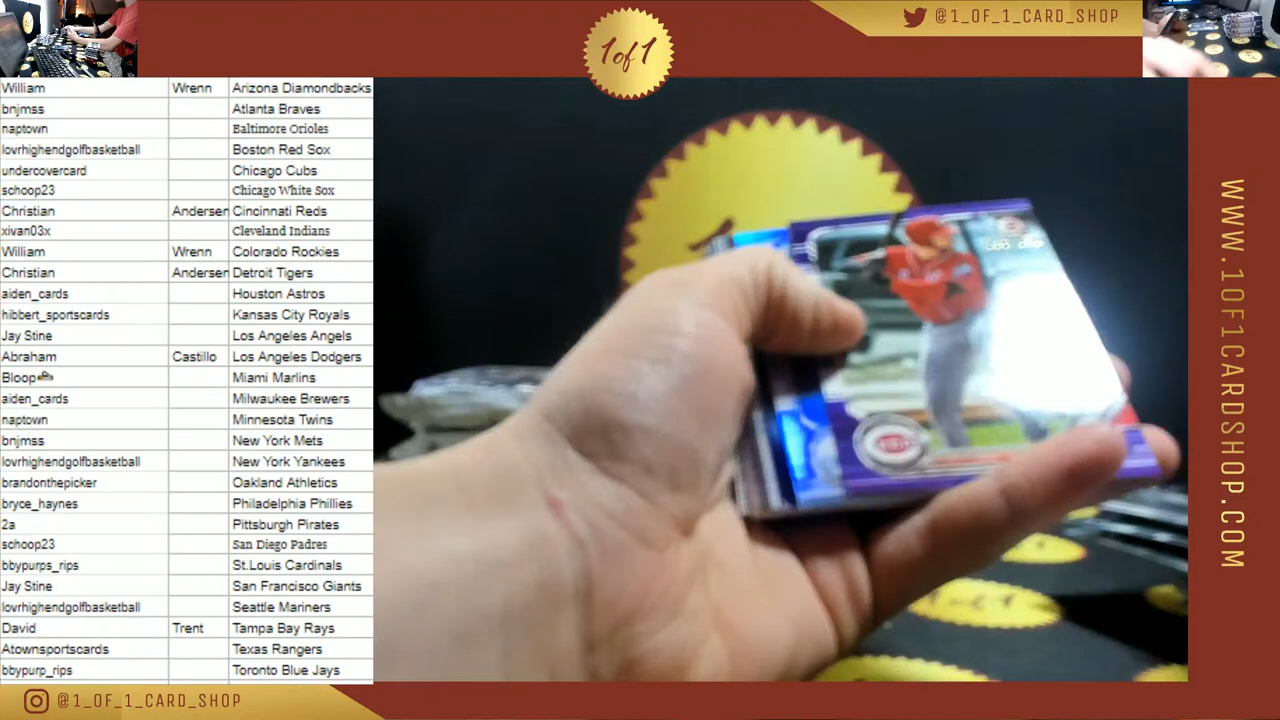 1of1
@1_OF_1_CARD_SHOP
William Wrenn Arizona Diamondbacks
bnjmss Atlanta Braves
naptown Baltimore Orioles
lovrhighendgolfbasketball Boston Red Sox
undercovercard Chicago Cubs
schoop23 Chicago White Sox
Christian Andersen Cincinnati Reds
xivan03x Cleveland Indians
William Wrenn Colorado Rockies
Christian Andersen Detroit Tigers
aiden_cards Houston Astros
hibbert_sportscards Kansas City Royals
Jay Stine Los Angeles Angels
Abraham Castillo Los Angeles Dodgers
Bloop Miami Marlins
aiden_cards Milwaukee Brewers
naptown Minnesota Twins
bnjmss New York Mets
lovrhighendgolfbasketball New York Yankees
brandonthepicker Oakland Athletics
bryce_haynes Philadelphia Phillies
2a Pittsburgh Pirates
schoop23 San Diego Padres
bbypurps_rips St.Louis Cardinals
Jay Stine San Francisco Giants
lovrhighendgolfbasketball Seattle Mariners
David Trent Tampa Bay Rays
Atownsportscards Texas Rangers
bbypurp_rips Toronto Blue Jays
WWW.1OF1CARDSHOP.COM
@1_OF_1_CARD_SHOP